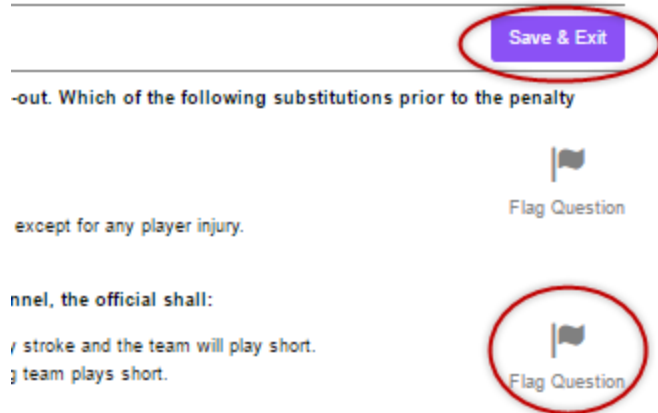 Save & Exit
-out. Which of the following substitutions prior to the penalty
Flag Question
except for any player injury.
the official shall:
stroke and the team will play short.
team plays short.
Flag Question